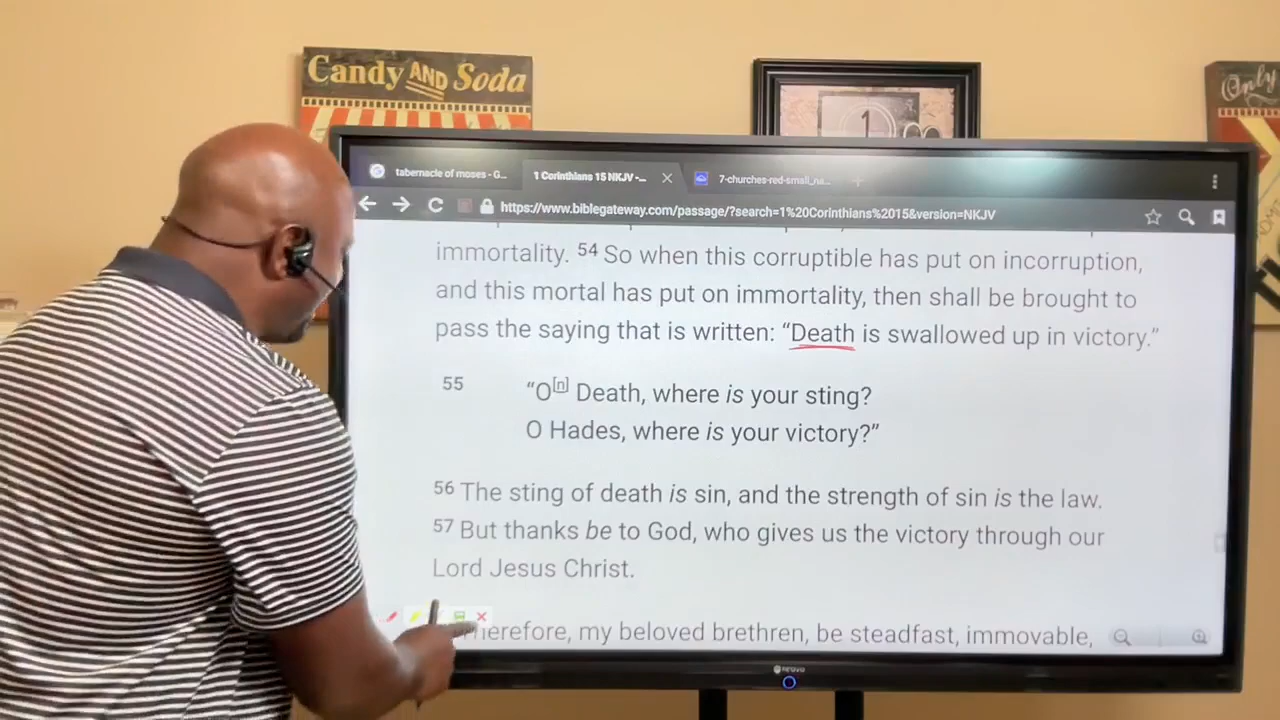 Candy AND Soda
1
Only
tabernacle of moses - G...
1 Corinthians 15 NKJV -...
7-churches-red-small_na...
https://www.biblegateway.com/passage/?search=1%20Corinthians%2015&version=NKJV
immortality. 54 So when this corruptible has put on incorruption,
and this mortal has put on immortality, then shall be brought to
pass the saying that is written: “Death is swallowed up in victory.”
55 “O[n] Death, where is your sting?
O Hades, where is your victory?”
56 The sting of death is sin, and the strength of sin is the law.
57 But thanks be to God, who gives us the victory through our
Lord Jesus Christ.
Therefore, my beloved brethren, be steadfast, immovable,